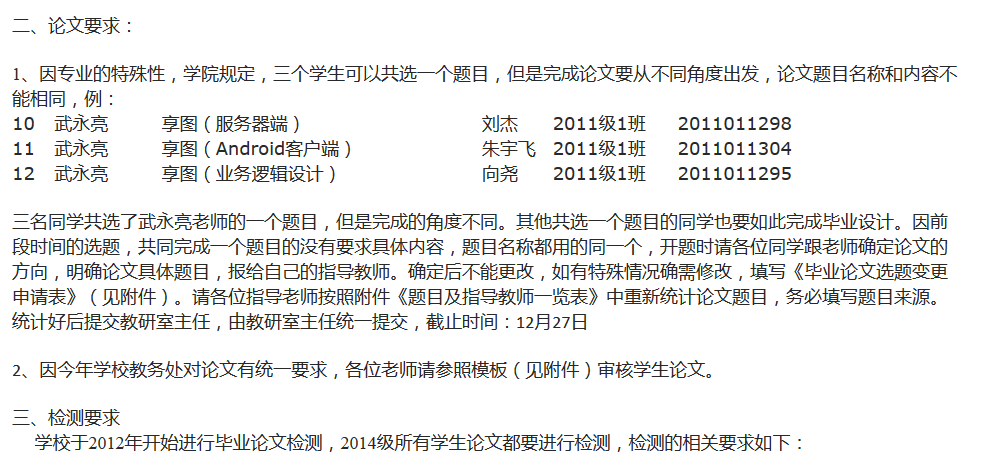 二、论文要求：
1、因专业的特殊性，学院规定，三个学生可以共选一个题目，但是完成论文要从不同角度出发，论文题目名称和内容不
能相同，例：
10 武永亮 享图（服务器端） 刘杰 2011级1班 2011011298
11 武永亮 享图（Android客户端） 朱宇飞 2011级1班 2011011304
12 武永亮 享图（业务逻辑设计） 向尧 2011级1班 2011011295
三名同学共选了武永亮老师的一个题目，但是完成的角度不同。其他共选一个题目的同学也要如此完成毕业设计。因前
段时间的选题，共同完成一个题目的没有要求具体内容，题目名称都用的同一个，开题时请各位同学跟老师确定论文的
方向，明确论文具体题目，报给自己的指导教师。确定后不能更改，如有特殊情况确需修改，填写《毕业论文选题变更
申请表》（见附件）。请各位指导老师按照附件《题目及指导教师一览表》中重新统计论文题目，务必填写题目来源。
统计好后提交教研室主任，由教研室主任统一提交，截止时间：12月27日
2、因今年学校教务处对论文有统一要求，各位老师请参照模板（见附件）审核学生论文。
三、检测要求
学校于2012年开始进行毕业论文检测，2014级所有学生论文都要进行检测，检测的相关要求如下：